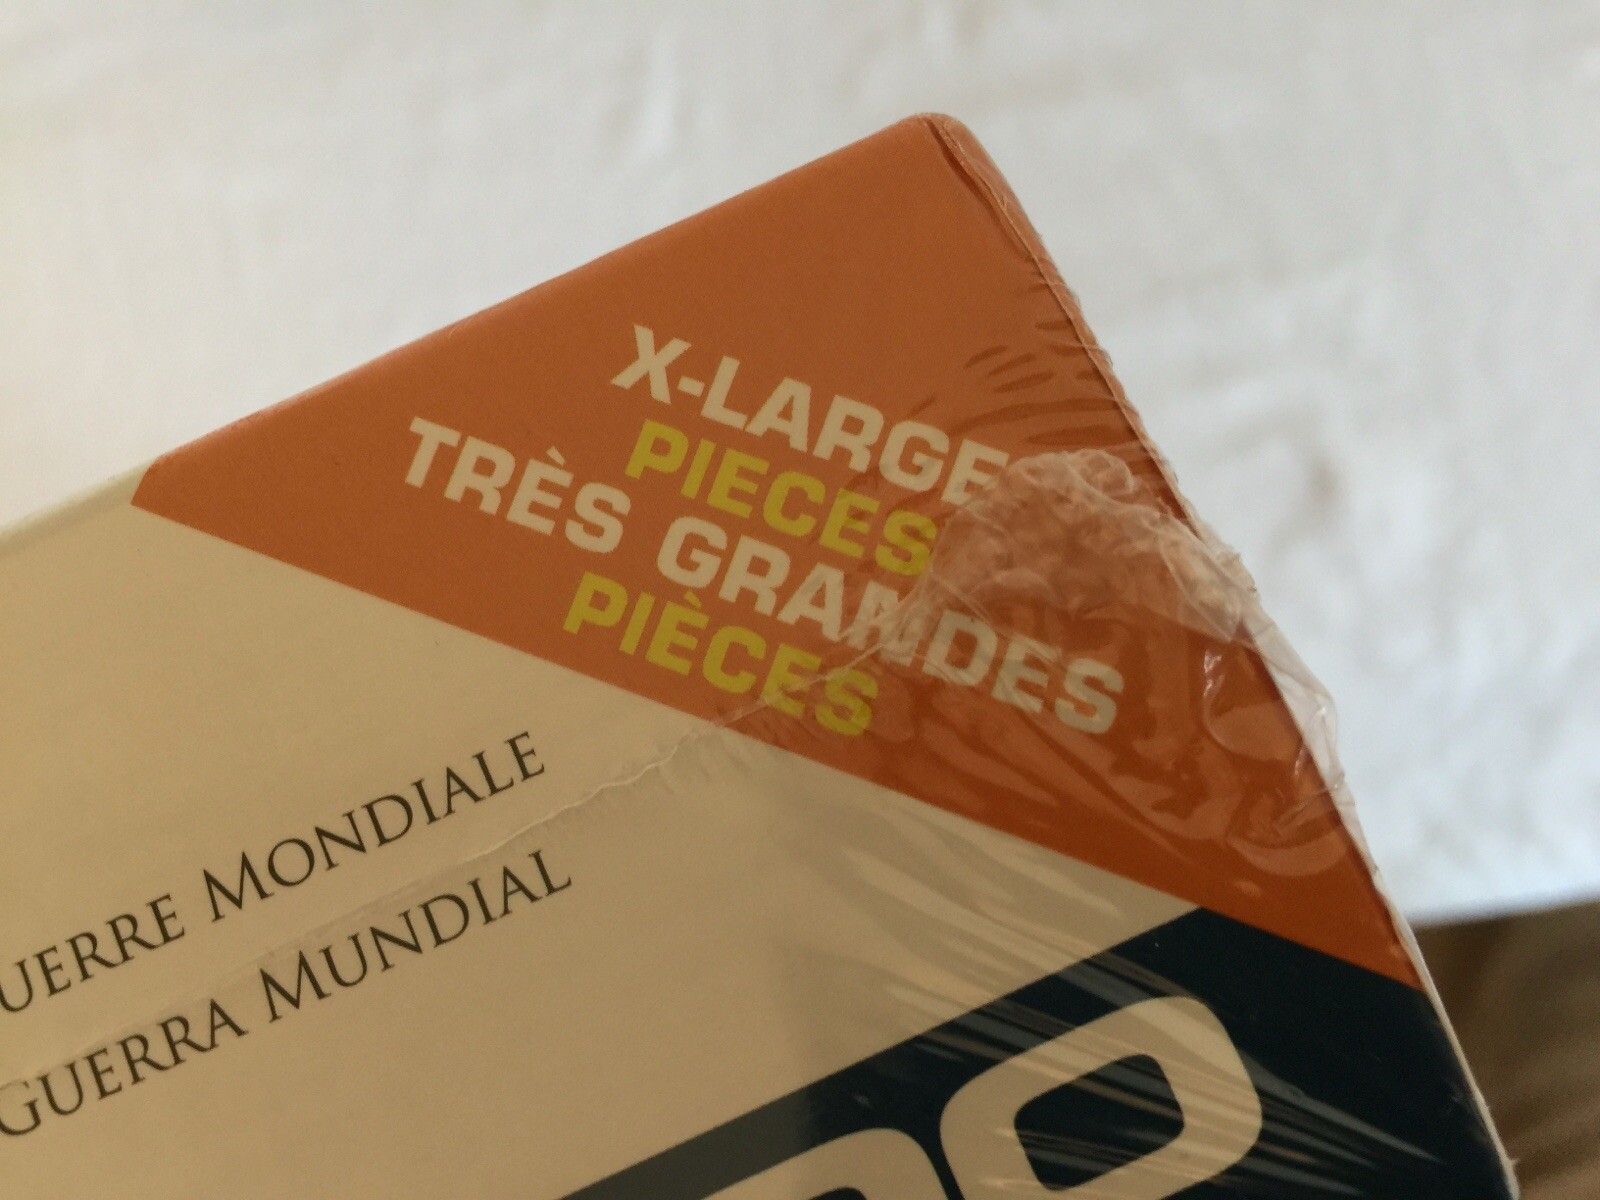 X-LARGE
PIECES
TRÈS GRANDES
PIÈCES
UERRE MONDIALE
GUERRA MUNDIAL